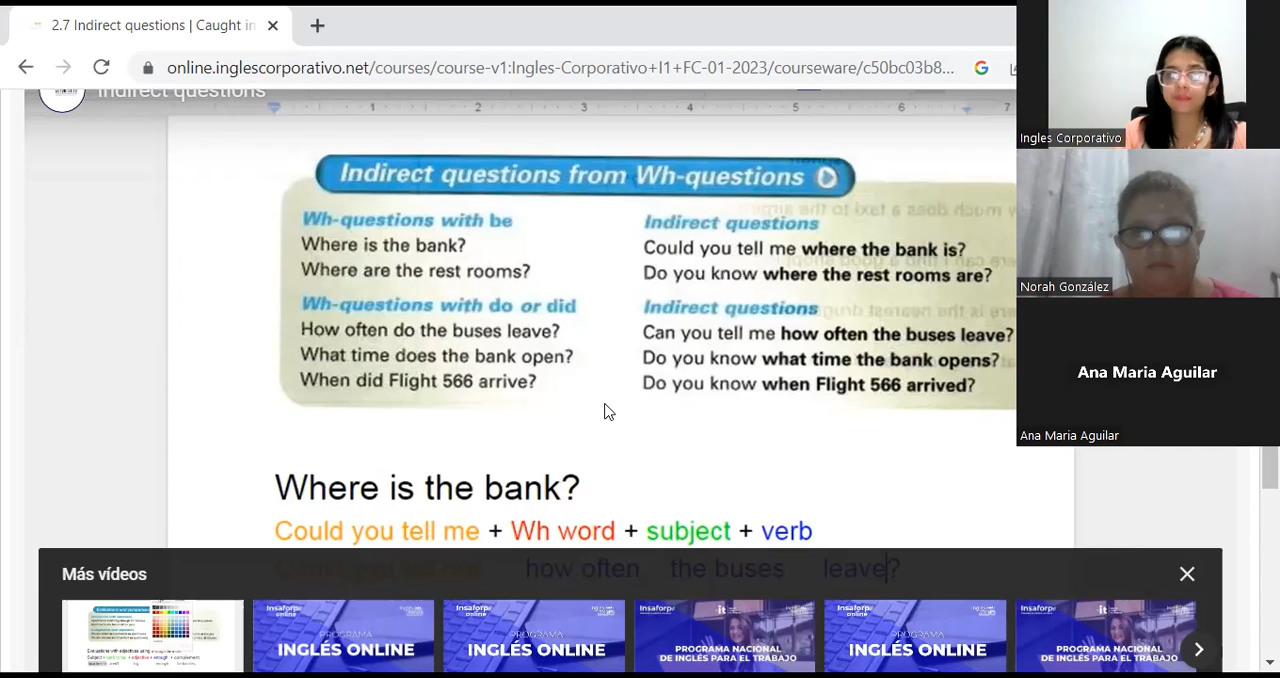 2.7 Indirect questions | Caught in
online.inglescorporativo.net/courses/course-v1:Ingles-Corporativo+I1+FC-01-2023/courseware/c50bc03b8...
Indirect questions
1 2 3 4 5 6 7
Indirect questions from Wh-questions
Wh-questions with be
Where is the bank?
Where are the rest rooms?
Wh-questions with do or did
How often do the buses leave?
What time does the bank open?
When did Flight 566 arrive?
Indirect questions
Could you tell me where the bank is?
Do you know where the rest rooms are?
Indirect questions
Can you tell me how often the buses leave?
Do you know what time the bank opens?
Do you know when Flight 566 arrived?
Where is the bank?
Could you tell me + Wh word + subject + verb
how often the buses leave?
Más vídeos
INGLÉS ONLINE
INGLÉS ONLINE
PROGRAMA NACIONAL
DE INGLÉS PARA EL TRABAJO
INGLÉS ONLINE
PROGRAMA NACIONAL
DE INGLÉS PARA EL TRABAJO
Ingles Corporativo
Norah González
Ana Maria Aguilar
Ana Maria Aguilar